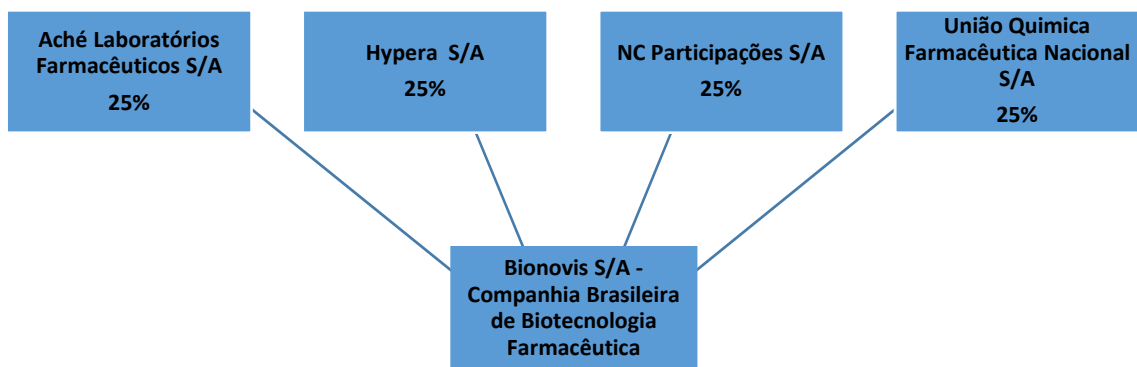 Aché Laboratórios
Farmacêuticos S/A
25%
Hypera S/A
25%
NC Participações S/A
25%
União Quimica
Farmacêutica Nacional
S/A
25%
Bionovis S/A -
Companhia Brasileira
de Biotecnologia
Farmacêutica